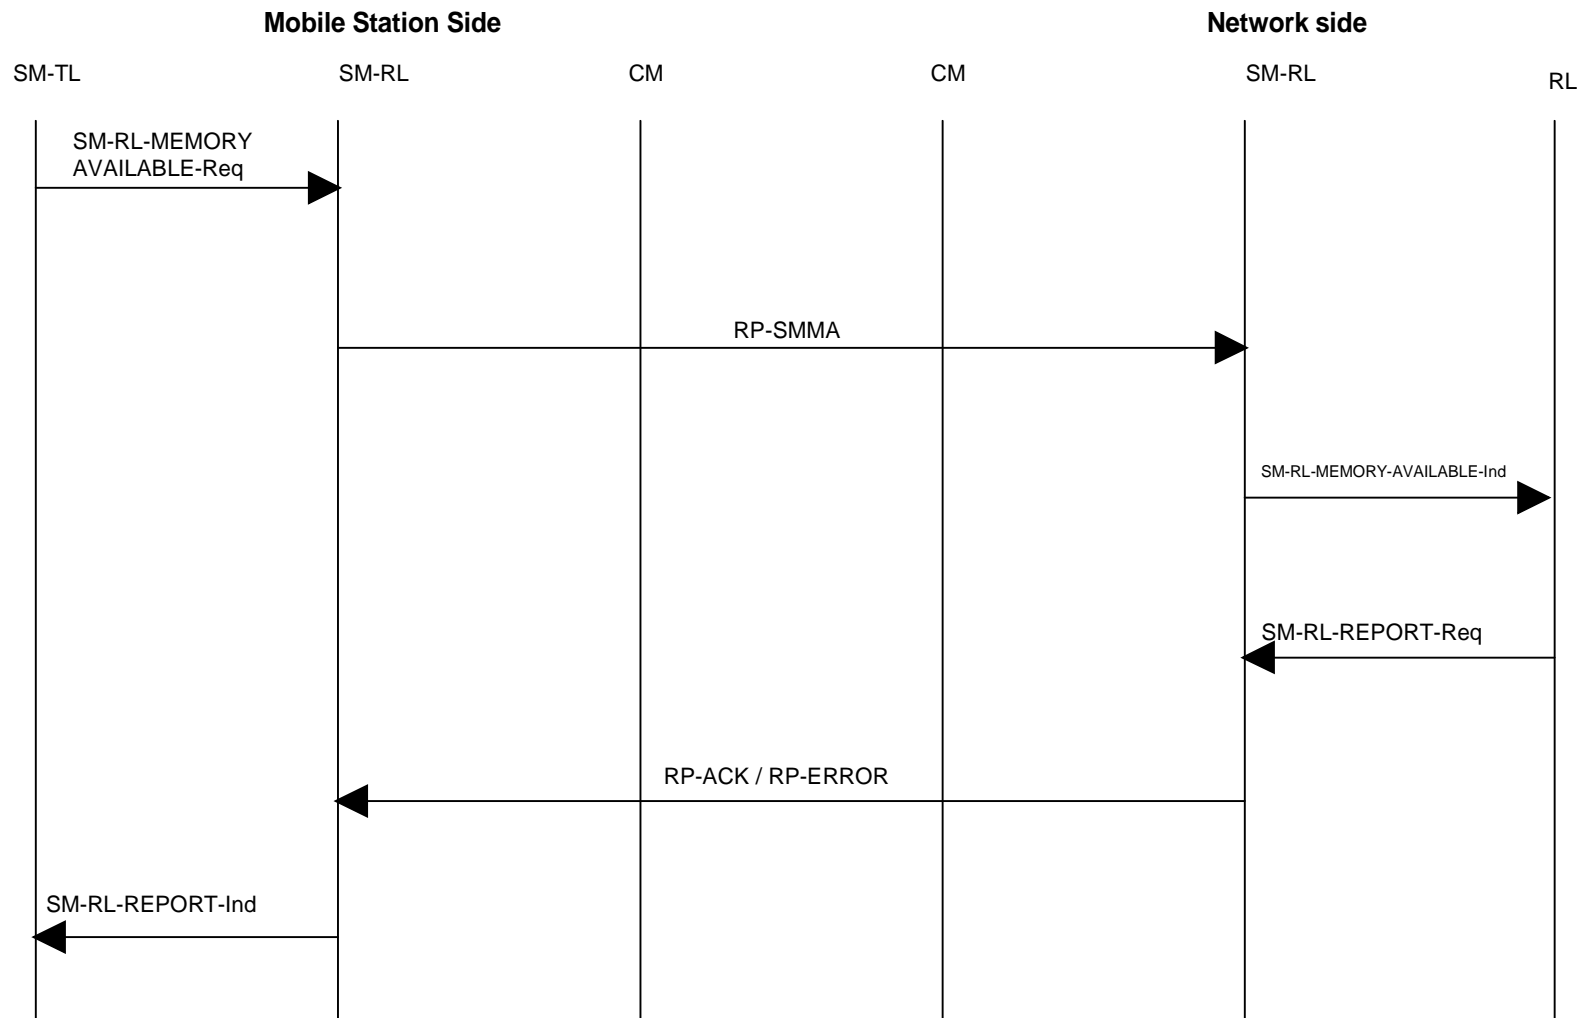 Mobile Station Side
Network side
SM-TL
SM-RL
CM
CM
SM-RL
RL
SM-RL-MEMORY
AVAILABLE-Req
RP-SMMA
SM-RL-MEMORY-AVAILABLE-Ind
SM-RL-REPORT-Req
RP-ACK / RP-ERROR
SM-RL-REPORT-Ind